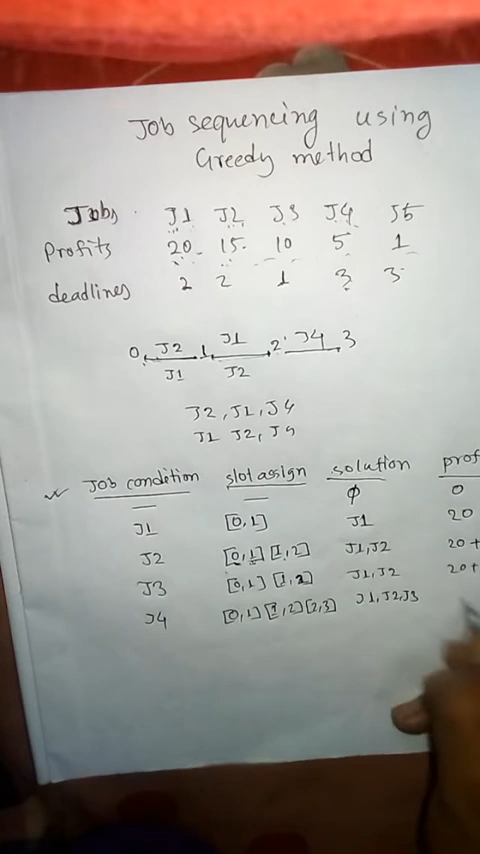 Job sequencing using
Greedy method
Jobs. J1 J2 J3 J4 J5
Profits 20 15 10 5 1
deadlines 2 2 1 3 3
0 J2 1 J1 2 J4 3
J1 J2
J2, J1, J4
J1 J2, J4
Job condition slot assign solution prof
— — ϕ 0
J1 [0,1] J1 20
J2 [0,1] [1,2] J1, J2 20+
J3 [0,1] [1,2] J1, J2 20+
J4 [0,1] [1,2] [2,3] J1, J2, J3